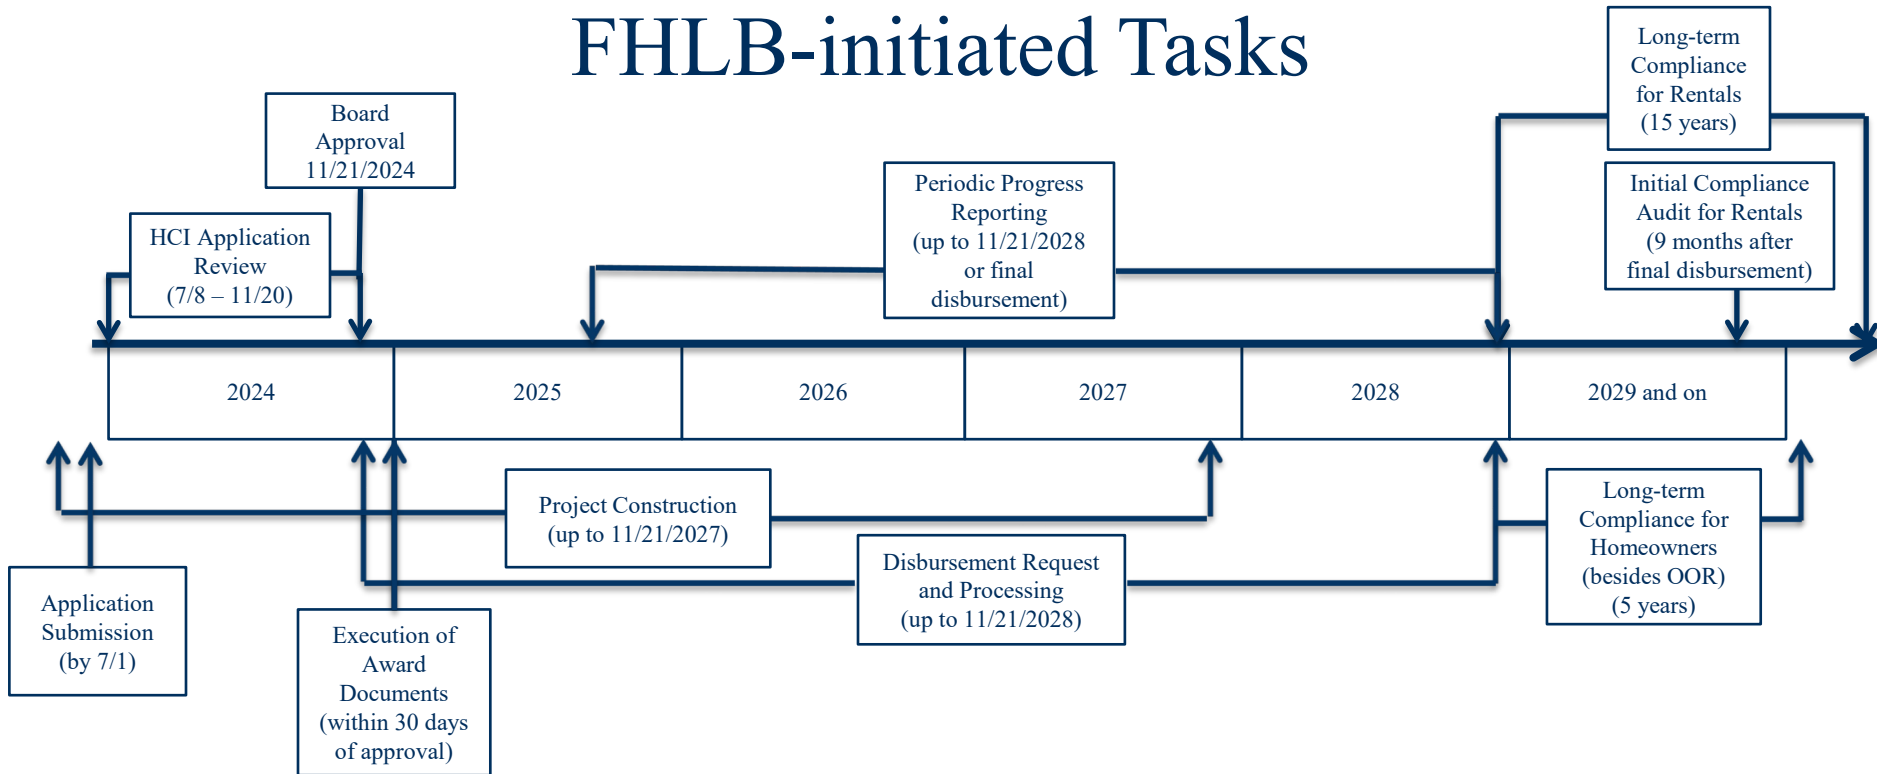 FHLB-initiated Tasks
Long-term
Compliance
for Rentals
(15 years)
Board
Approval
11/21/2024
Periodic Progress
Reporting
(up to 11/21/2028
or final
disbursement)
Initial Compliance
Audit for Rentals
(9 months after
final disbursement)
HCI Application
Review
(7/8 – 11/20)
2024
2025
2026
2027
2028
2029 and on
Project Construction
(up to 11/21/2027)
Long-term
Compliance for
Homeowners
(besides OOR)
(5 years)
Disbursement Request
and Processing
(up to 11/21/2028)
Application
Submission
(by 7/1)
Execution of
Award
Documents
(within 30 days
of approval)